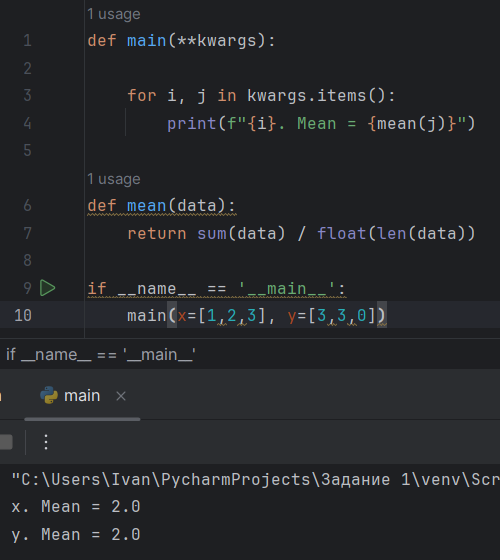 1 usage
1 def main(**kwargs):
2
3 for i, j in kwargs.items():
4 print(f"{i}. Mean = {mean(j)}")
5
1 usage
6 def mean(data):
7 return sum(data) / float(len(data))
8
9 if __name__ == '__main__':
10 main(x=[1,2,3], y=[3,3,0])
if __name__ == '__main__'
main
"C:\Users\Ivan\PycharmProjects\Задание 1\venv\Scr
x. Mean = 2.0
y. Mean = 2.0